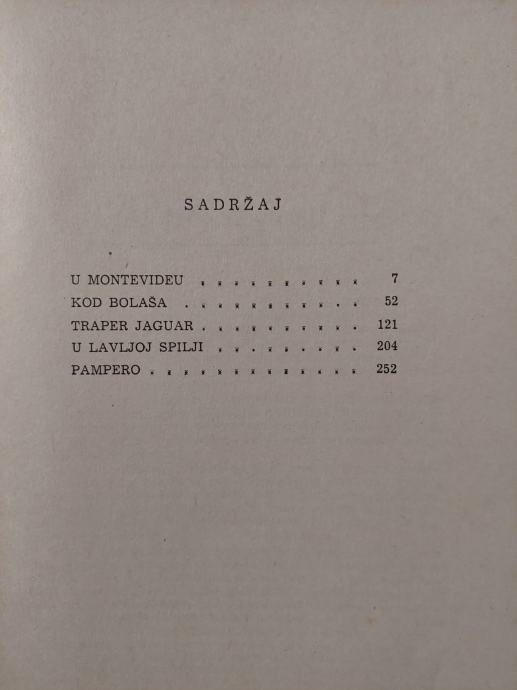 SADRŽAJ
U MONTEVIDEU . . . . . . . . . . 7
KOD BOLAŠA . . . . . . . . . . . 52
TRAPER JAGUAR . . . . . . . . . . 121
U LAVLJOJ SPILJI . . . . . . . . . 204
PAMPERO . . . . . . . . . . . . . 252